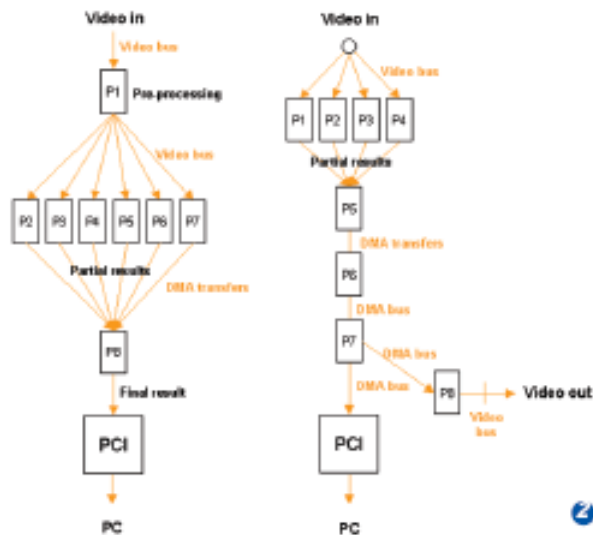 Video in
Video bus
P1
Pre-processing
Video bus
P2
P3
P4
P5
P6
P7
Partial results
DMA transfers
P8
Final result
PCI
PC
Video in
Video bus
P1
P2
P3
P4
Partial results
P5
DMA transfers
P6
DMA bus
P7
DMA bus
DMA bus
P8
Video out
Video
bus
PCI
PC
2